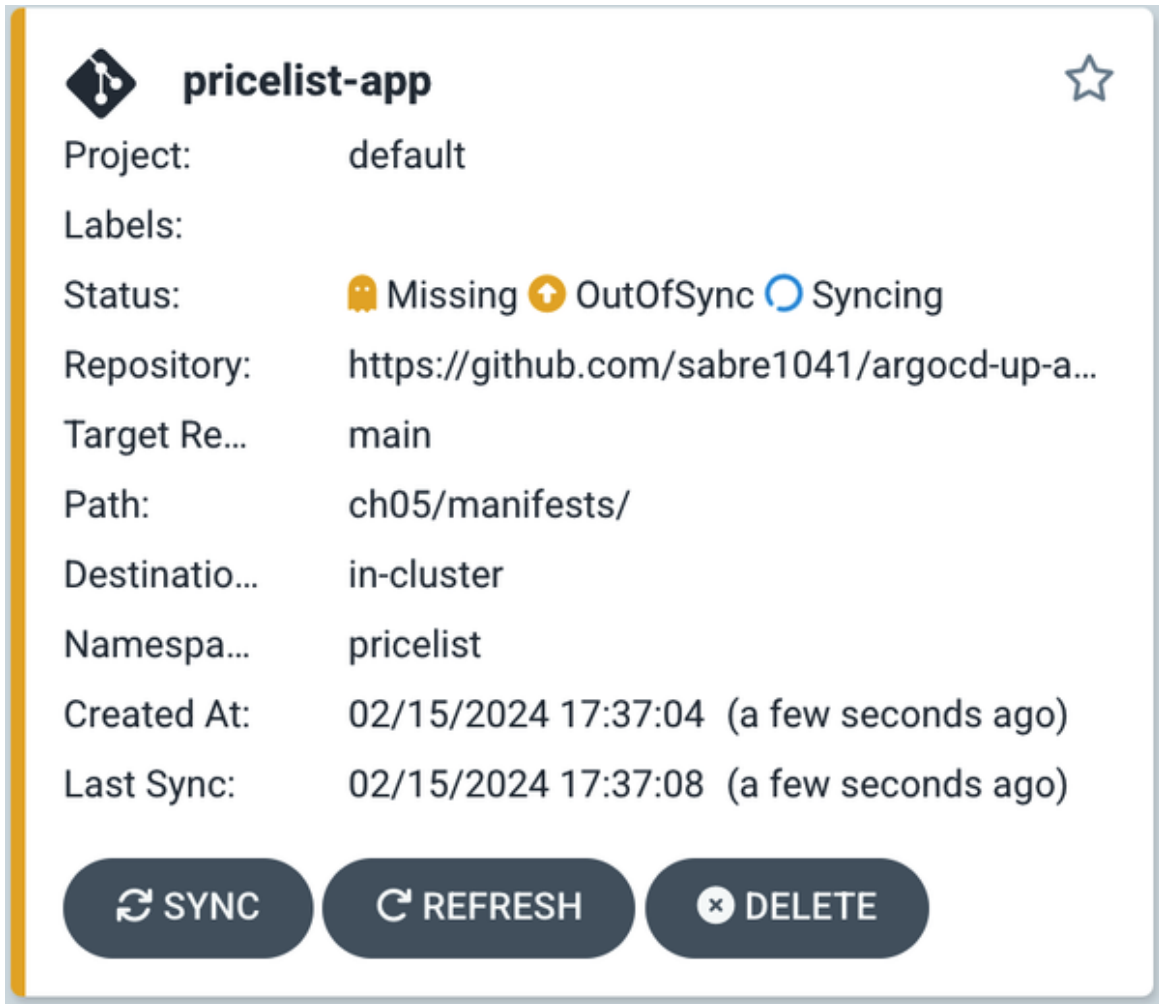 pricelist-app
Project: default
Labels:
Status: Missing OutOfSync Syncing
Repository: https://github.com/sabre1041/argocd-up-a...
Target Re... main
Path: ch05/manifests/
Destinatio... in-cluster
Namespa... pricelist
Created At: 02/15/2024 17:37:04 (a few seconds ago)
Last Sync: 02/15/2024 17:37:08 (a few seconds ago)
SYNC REFRESH DELETE